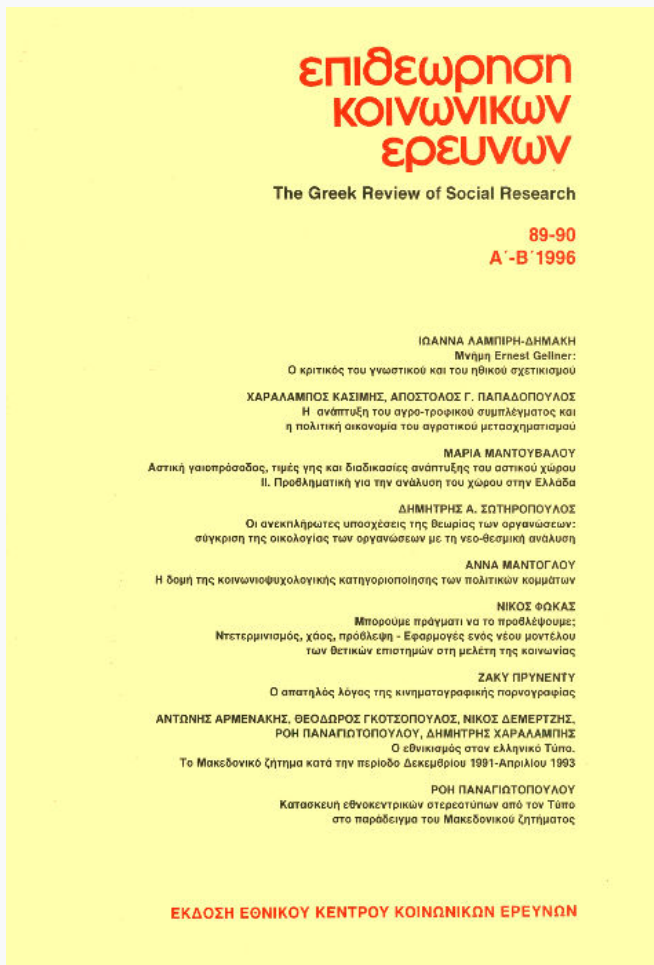 επιθεωρηση
κοινωνικων
ερευνων
The Greek Review of Social Research
89-90
Α΄-Β΄1996
ΙΩΑΝΝΑ ΛΑΜΠΙΡΗ-ΔΗΜΑΚΗ
Μνήμη Ernest Gellner:
Ο κριτικός του γνωστικού και του ηθικού σχετικισμού
ΧΑΡΑΛΑΜΠΟΣ ΚΑΣΙΜΗΣ, ΑΠΟΣΤΟΛΟΣ Γ. ΠΑΠΑΔΟΠΟΥΛΟΣ
Η ανάπτυξη του αγρο-τροφικού συμπλέγματος και
η πολιτική οικονομία του αγροτικού μετασχηματισμού
ΜΑΡΙΑ ΜΑΝΤΟΥΒΑΛΟΥ
Αστική γαιοπρόσοδος, τιμές γης και διαδικασίες ανάπτυξης του αστικού χώρου
ΙΙ. Προβληματική για την ανάλυση του χώρου στην Ελλάδα
ΔΗΜΗΤΡΗΣ Α. ΣΩΤΗΡΟΠΟΥΛΟΣ
Οι ανεκπλήρωτες υποσχέσεις της θεωρίας των οργανώσεων:
σύγκριση της οικολογίας των οργανώσεων με τη νεο-θεσμική ανάλυση
ΑΝΝΑ ΜΑΝΤΟΓΛΟΥ
Η δομή της κοινωνιοψυχολογικής κατηγοριοποίησης των πολιτικών κομμάτων
ΝΙΚΟΣ ΦΩΚΑΣ
Μπορούμε πράγματι να το προβλέψουμε;
Ντετερμινισμός, χάος, πρόβλεψη - Εφαρμογές ενός νέου μοντέλου
των θετικών επιστημών στη μελέτη της κοινωνίας
ΖΑΚΥ ΠΡΥΝΕΝΤΥ
Ο απατηλός λόγος της κινηματογραφικής πορνογραφίας
ΑΝΤΩΝΗΣ ΑΡΜΕΝΑΚΗΣ, ΘΕΟΔΩΡΟΣ ΓΚΟΤΣΟΠΟΥΛΟΣ, ΝΙΚΟΣ ΔΕΜΕΡΤΖΗΣ,
ΡΟΗ ΠΑΝΑΓΙΩΤΟΠΟΥΛΟΥ, ΔΗΜΗΤΡΗΣ ΧΑΡΑΛΑΜΠΗΣ
Ο εθνικισμός στον ελληνικό Τύπο.
Το Μακεδονικό ζήτημα κατά την περίοδο Δεκεμβρίου 1991-Απριλίου 1993
ΡΟΗ ΠΑΝΑΓΙΩΤΟΠΟΥΛΟΥ
Κατασκευή εθνοκεντρικών στερεοτύπων από τον Τύπο
στο παράδειγμα του Μακεδονικού ζητήματος
ΕΚΔΟΣΗ ΕΘΝΙΚΟΥ ΚΕΝΤΡΟΥ ΚΟΙΝΩΝΙΚΩΝ ΕΡΕΥΝΩΝ